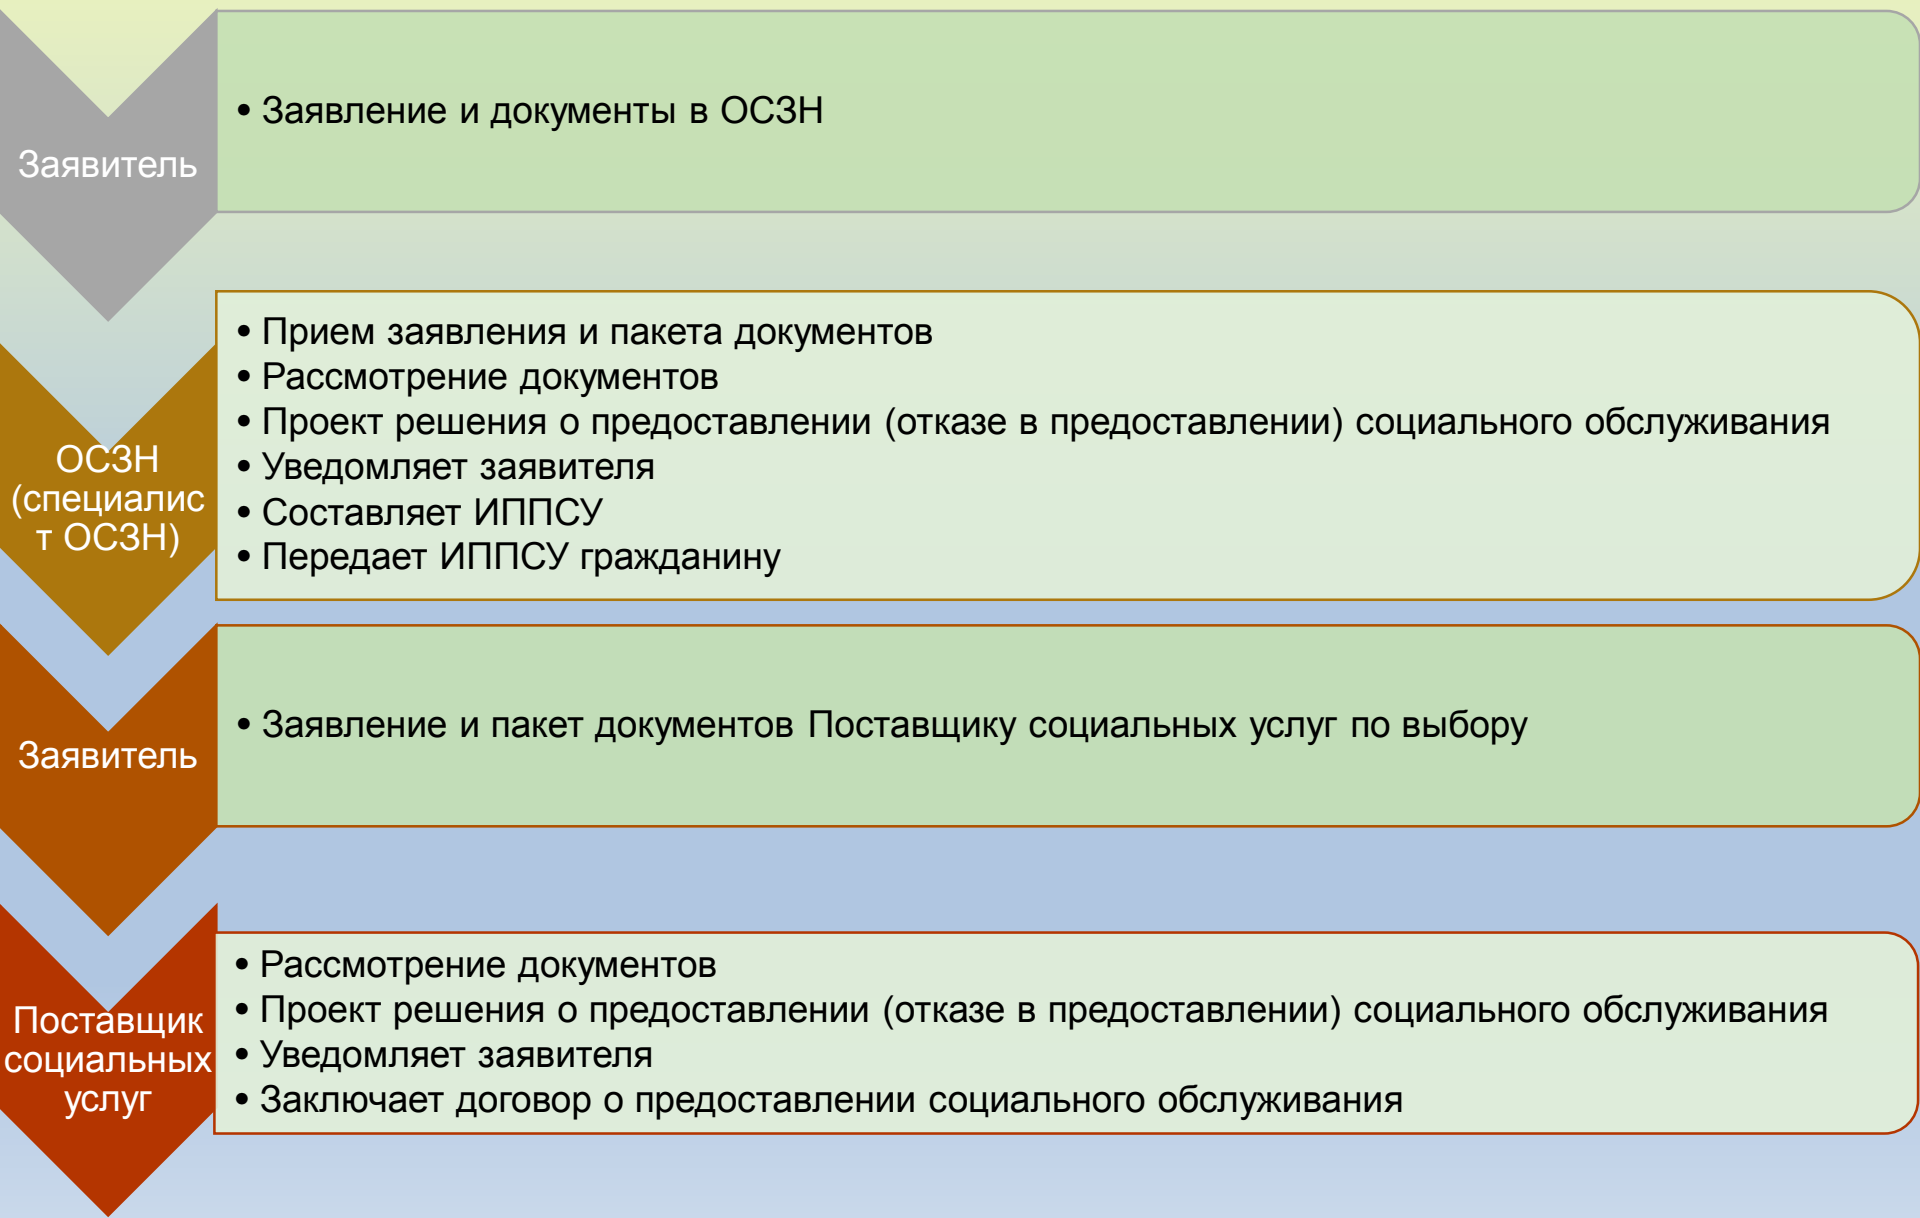 Заявитель
• Заявление и документы в ОСЗН
ОСЗН
(специалис
т ОСЗН)
• Прием заявления и пакета документов
• Рассмотрение документов
• Проект решения о предоставлении (отказе в предоставлении) социального обслуживания
• Уведомляет заявителя
• Составляет ИППСУ
• Передает ИППСУ гражданину
Заявитель
• Заявление и пакет документов Поставщику социальных услуг по выбору
Поставщик
социальных
услуг
• Рассмотрение документов
• Проект решения о предоставлении (отказе в предоставлении) социального обслуживания
• Уведомляет заявителя
• Заключает договор о предоставлении социального обслуживания